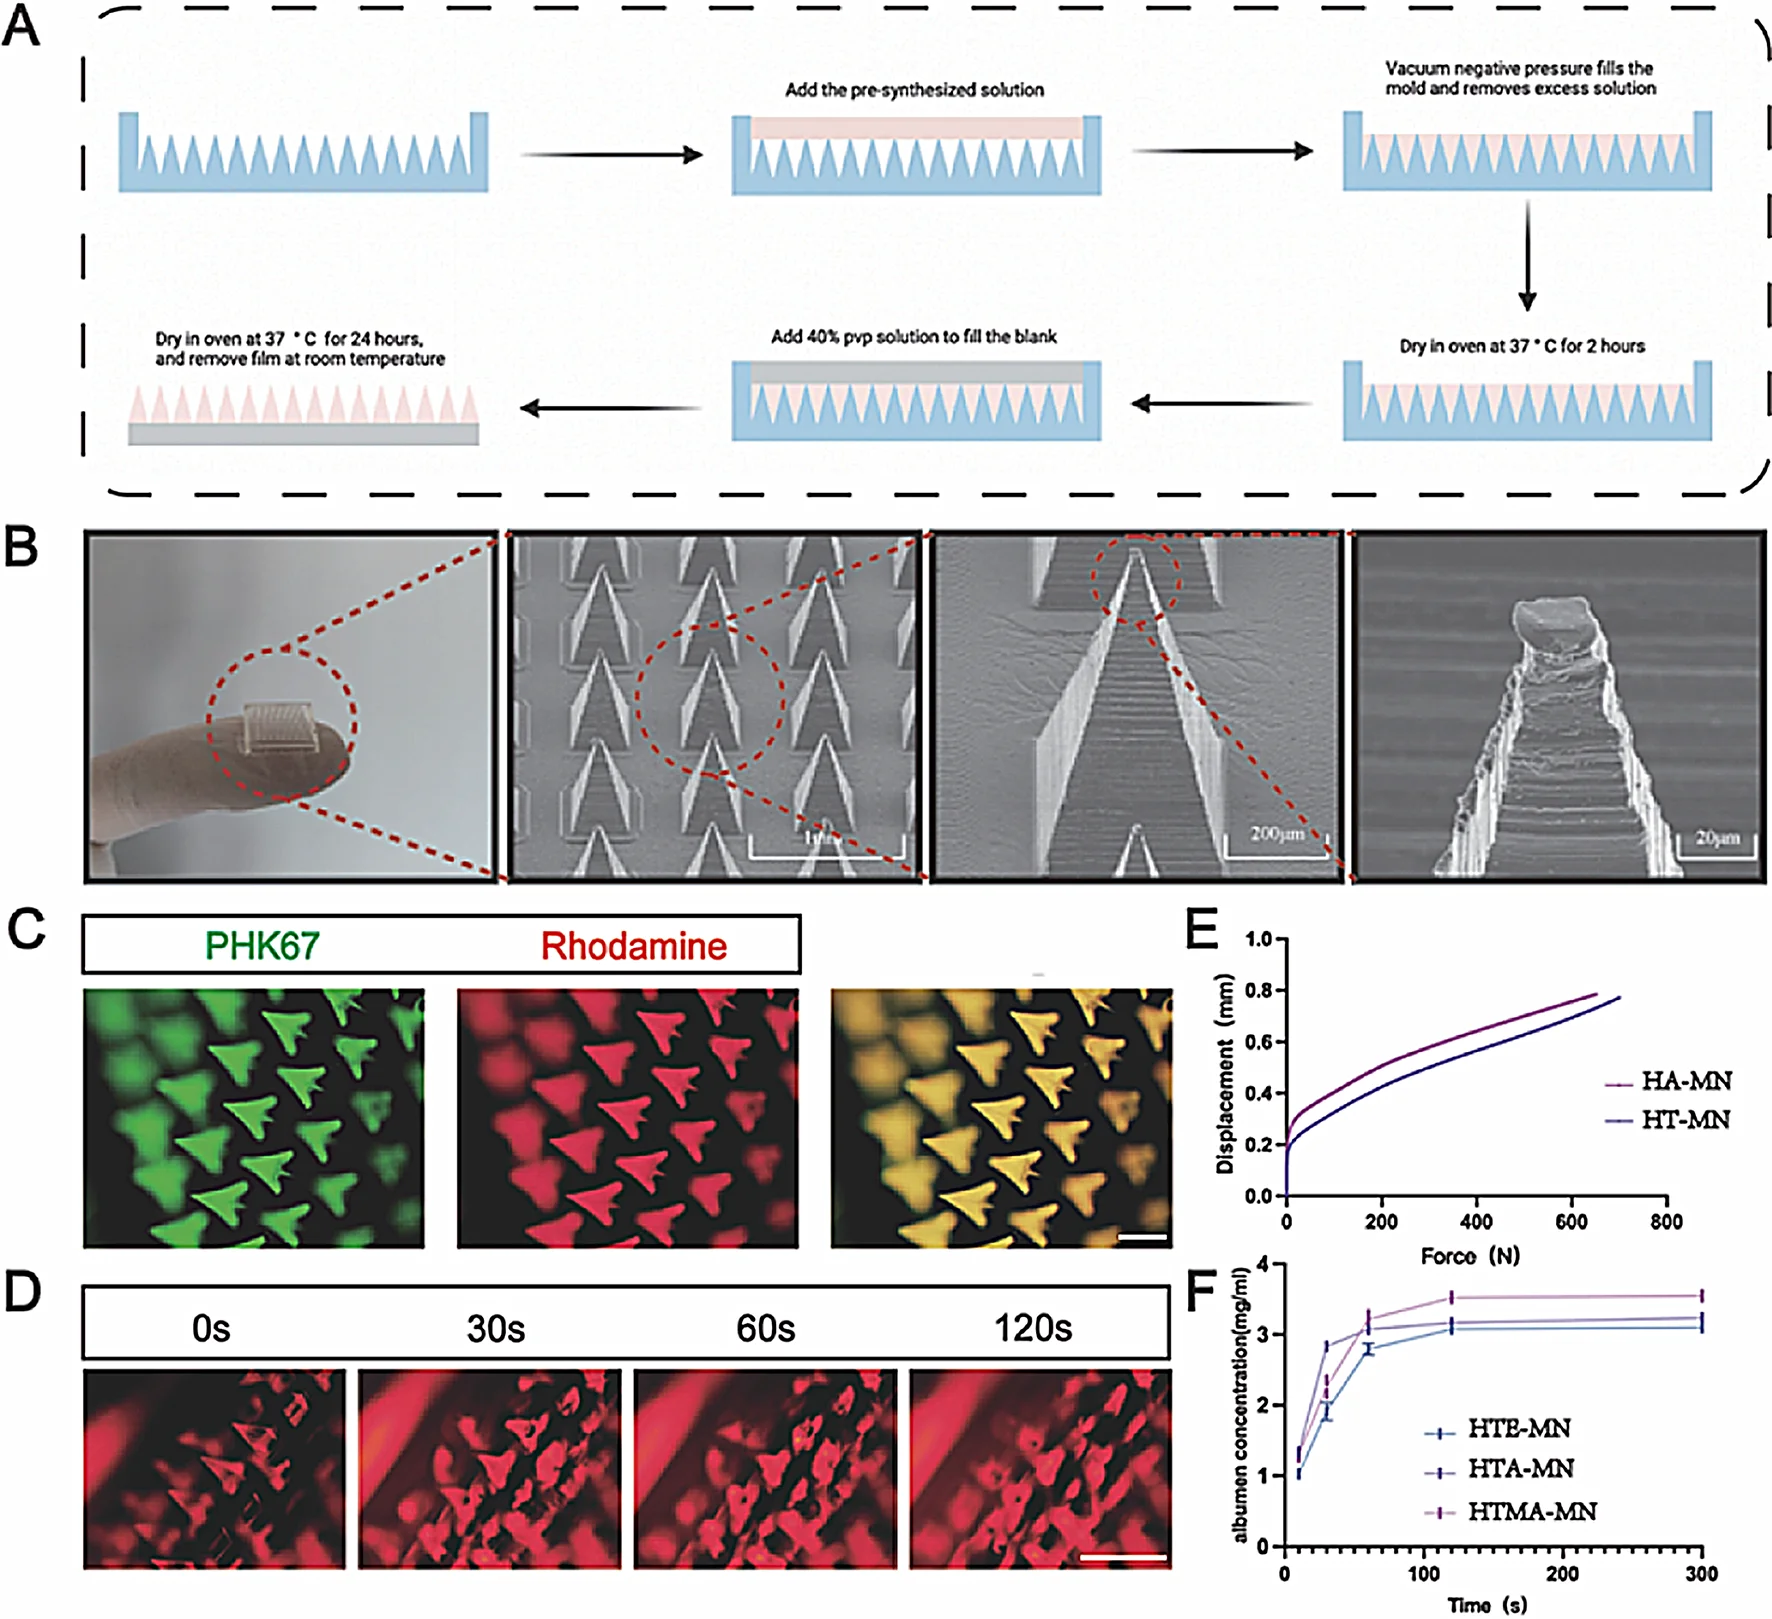 A
Add the pre-synthesized solution
Vacuum negative pressure fills the
mold and removes excess solution
Dry in oven at 37 °C for 24 hours,
and remove film at room temperature
Add 40% pvp solution to fill the blank
Dry in oven at 37 °C for 2 hours
B
1mm
200μm
20μm
C
PHK67
Rhodamine
D
0s
30s
60s
120s
E
Displacement (mm)
1.0
0.8
0.6
0.4
0.2
0.0
0
200
400
600
800
Force (N)
HA-MN
HT-MN
F
albumen concentration(mg/ml)
4
3
2
1
0
0
100
200
300
Time (s)
HTE-MN
HTA-MN
HTMA-MN